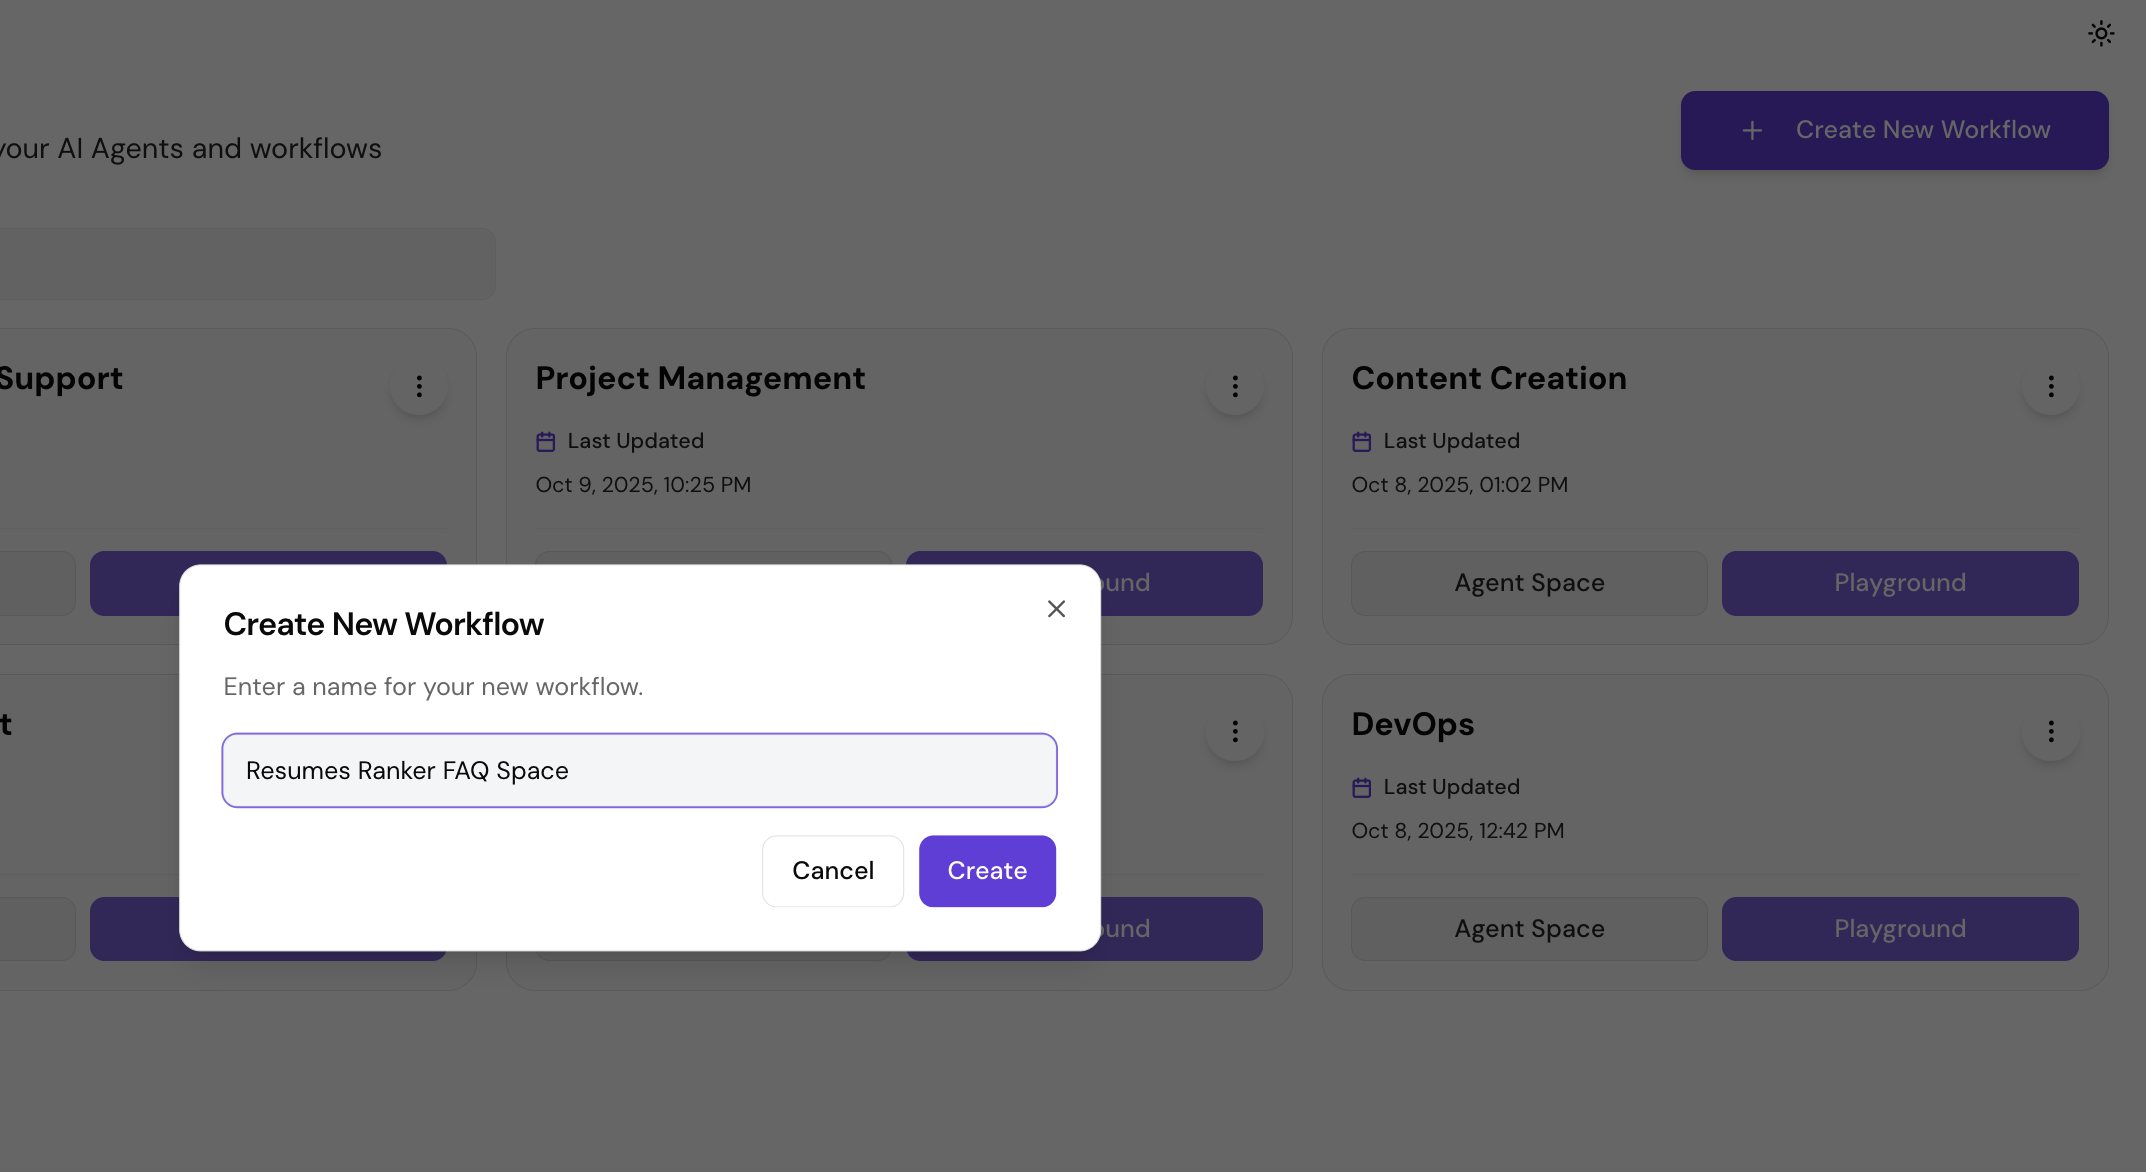 your AI Agents and workflows
Create New Workflow
Support
Project Management
Last Updated
Oct 9, 2025, 10:25 PM
Content Creation
Last Updated
Oct 8, 2025, 01:02 PM
Agent Space
Playground
Create New Workflow
Enter a name for your new workflow.
Resumes Ranker FAQ Space
Cancel
Create
DevOps
Last Updated
Oct 8, 2025, 12:42 PM
Agent Space
Playground